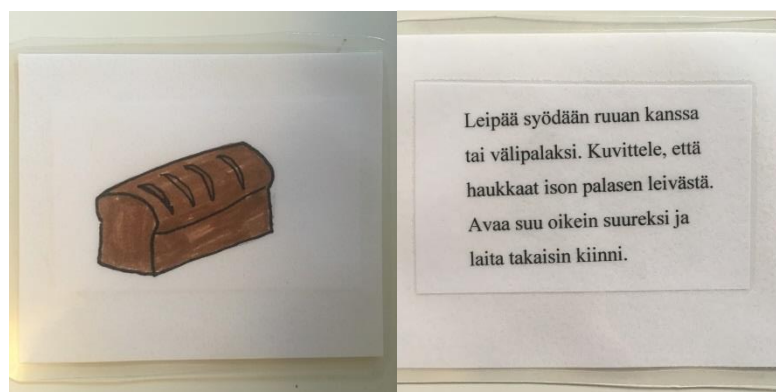 Leipää syödään ruuan kanssa
tai välipalaksi. Kuvittele, että
haukkaat ison palasen leivästä.
Avaa suu oikein suureksi ja
laita takaisin kiinni.